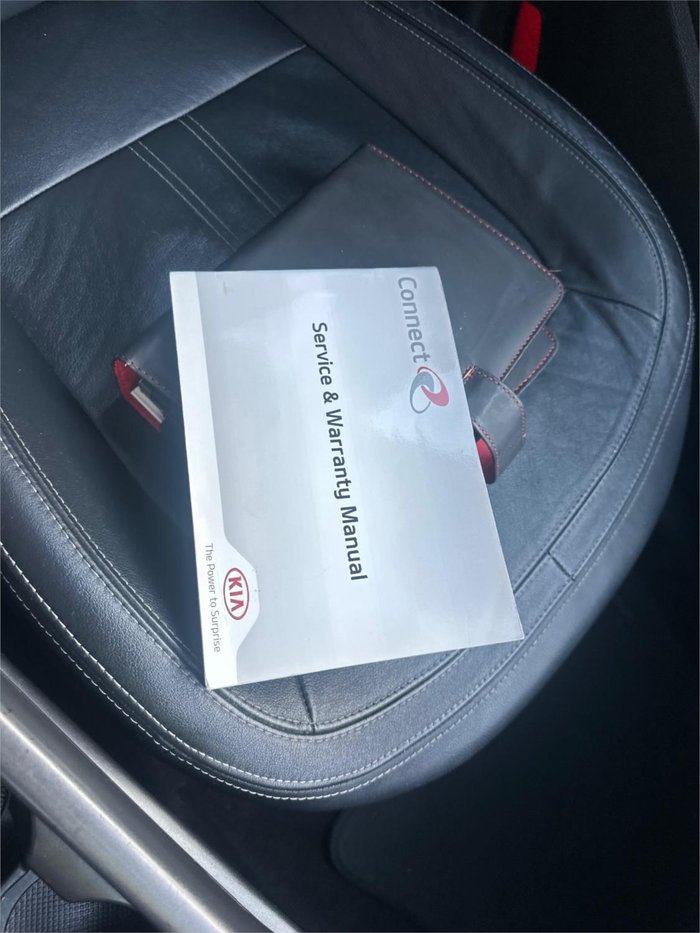 Connect
Service & Warranty Manual
KIA
The Power to Surprise